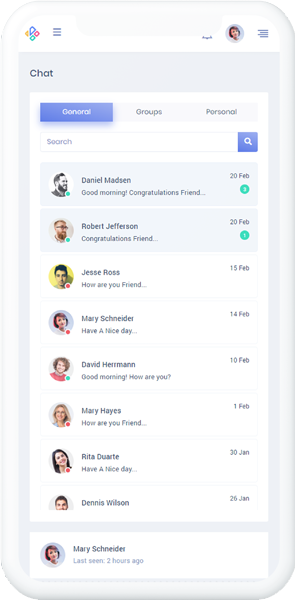 Chat
General
Groups
Personal
Search
Daniel Madsen
20 Feb
Good morning! Congratulations Friend...
3
Robert Jefferson
20 Feb
Congratulations Friend...
1
Jesse Ross
15 Feb
How are you Friend...
Mary Schneider
14 Feb
Have A Nice day...
David Herrmann
10 Feb
Good morning! How are you?
Mary Hayes
1 Feb
How are you Friend...
Rita Duarte
30 Jan
Have A Nice day...
Dennis Wilson
26 Jan
Mary Schneider
Last seen: 2 hours ago